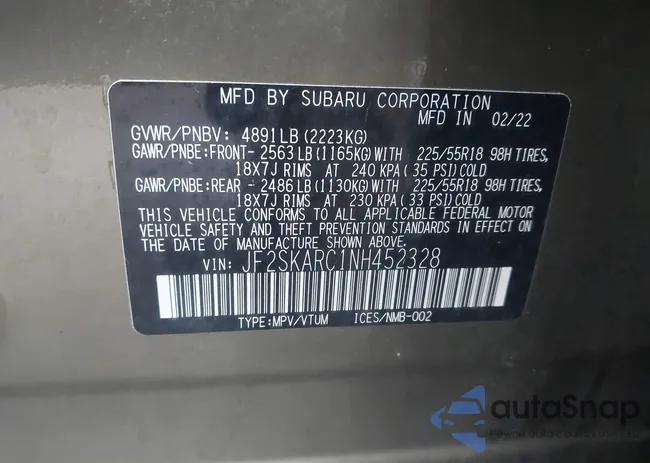 MFD BY SUBARU CORPORATION
MFD IN 02/22
GVWR/PNBV: 4891LB (2223KG)
GAWR/PNBE:FRONT- 2563LB (1165KG) WITH 225/55R18 98H TIRES,
18X7J RIMS AT 240 KPA (35 PSI) COLD
GAWR/PNBE:REAR - 2486LB (1130KG) WITH 225/55R18 98H TIRES,
18X7J RIMS AT 230 KPA (33 PSI) COLD
THIS VEHICLE CONFORMS TO ALL APPLICABLE FEDERAL MOTOR
VEHICLE SAFETY AND THEFT PREVENTION STANDARDS IN EFFECT ON
THE DATE OF MANUFACTURE SHOWN ABOVE.
VIN: JF2SKARC1NH452328
TYPE:MPV/VTUM ICES/NMB-002
autoSnap